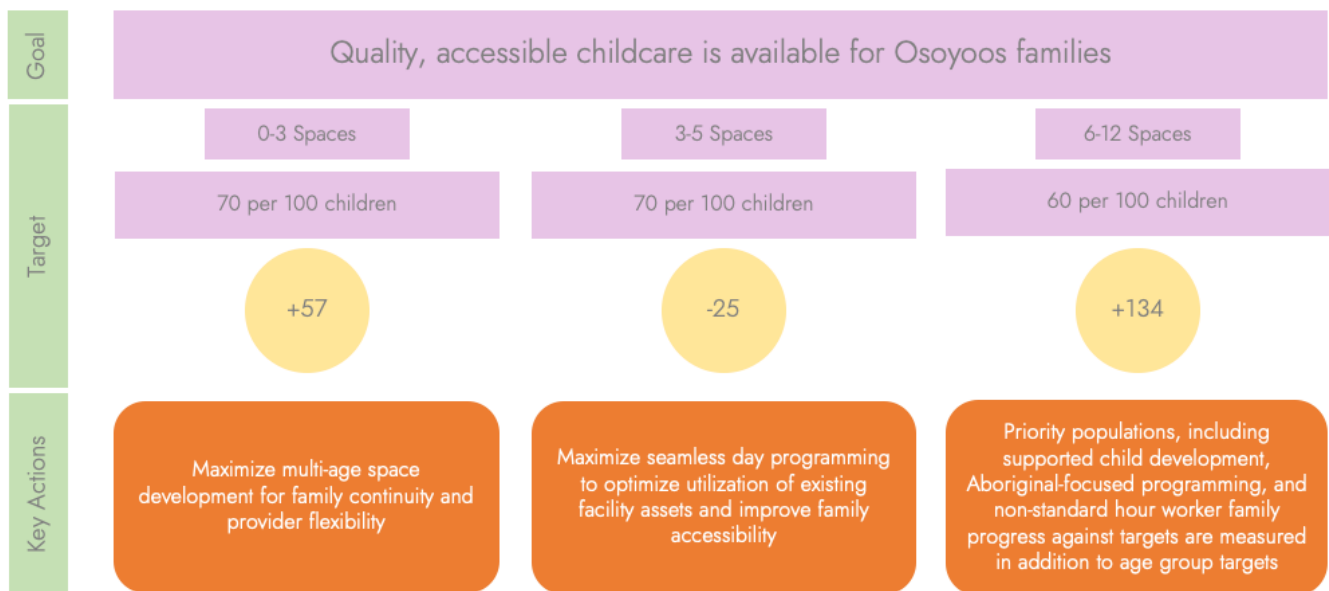 Goal
Quality, accessible childcare is available for Osoyoos families
Target
0-3 Spaces
3-5 Spaces
6-12 Spaces
70 per 100 children
70 per 100 children
60 per 100 children
+57
-25
+134
Key Actions
Maximize multi-age space
development for family continuity and
provider flexibility
Maximize seamless day programming
to optimize utilization of existing
facility assets and improve family
accessibility
Priority populations, including
supported child development,
Aboriginal-focused programming, and
non-standard hour worker family
progress against targets are measured
in addition to age group targets